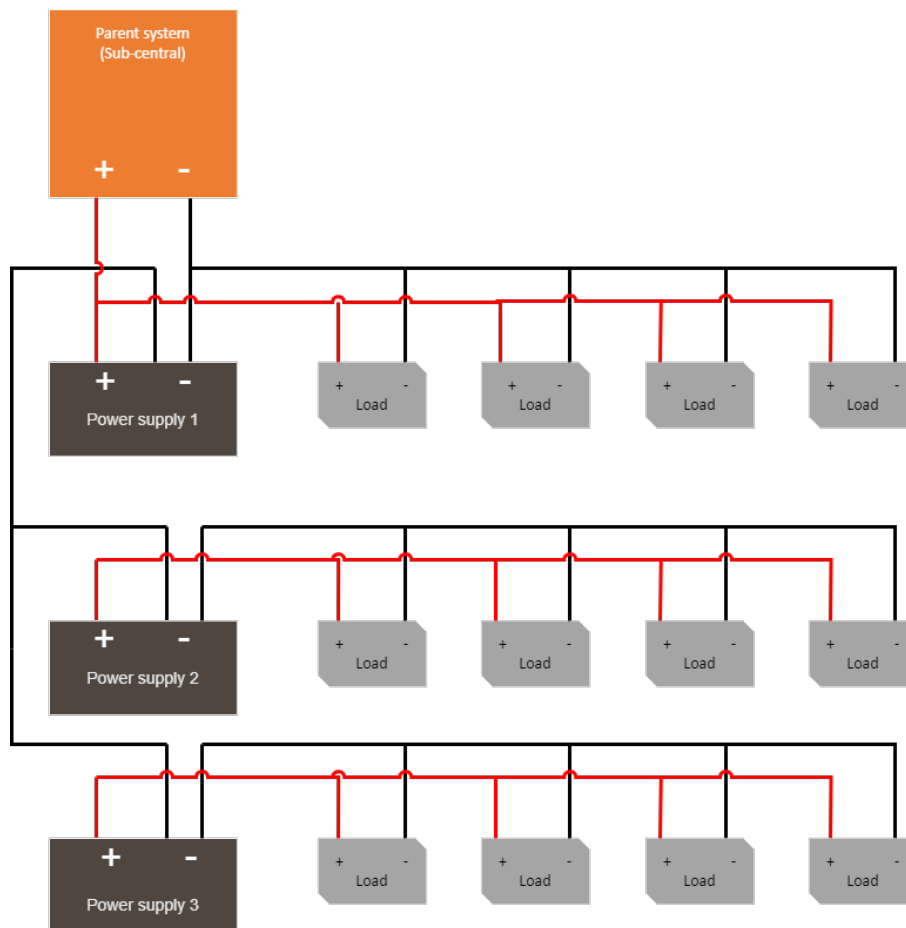 Parent system
(Sub-central)
+ -
+ -
Power supply 1
+ -
Load
+ -
Load
+ -
Load
+ -
Load
+ -
Power supply 2
+ -
Load
+ -
Load
+ -
Load
+ -
Load
+ -
Power supply 3
+ -
Load
+ -
Load
+ -
Load
+ -
Load